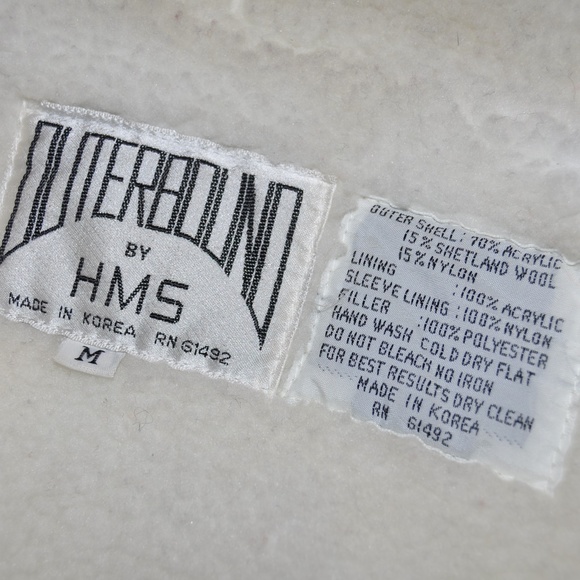 OUTERBOUND
BY
HMS
MADE IN KOREA RN 61492
M
OUTER SHELL: 70% ACRYLIC
15% SHETLAND WOOL
15% NYLON
LINING :100% ACRYLIC
SLEEVE LINING :100% NYLON
FILLER :100% POLYESTER
HAND WASH COLD DRY FLAT
DO NOT BLEACH NO IRON
FOR BEST RESULTS DRY CLEAN
MADE IN KOREA
RN 61492